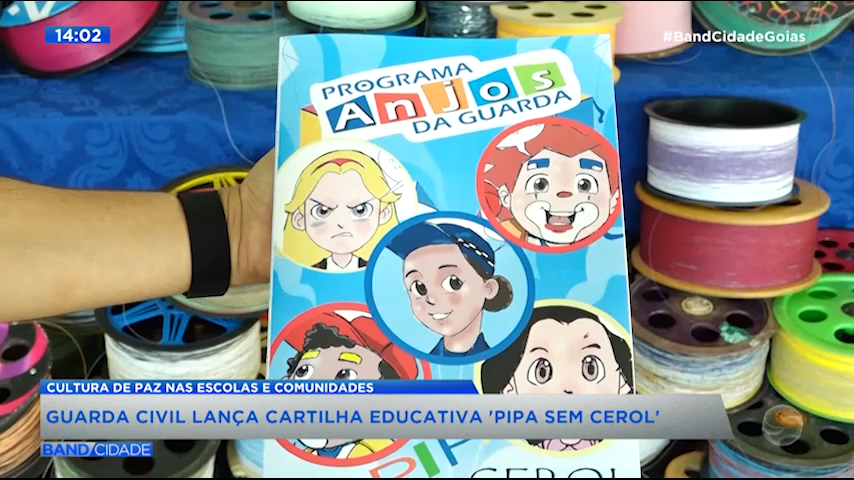 14:02
#BandCidadeGoias
PROGRAMA
Anjos
DA GUARDA
CULTURA DE PAZ NAS ESCOLAS E COMUNIDADES
GUARDA CIVIL LANÇA CARTILHA EDUCATIVA 'PIPA SEM CEROL'
BAND CIDADE
PIPA
CEROL